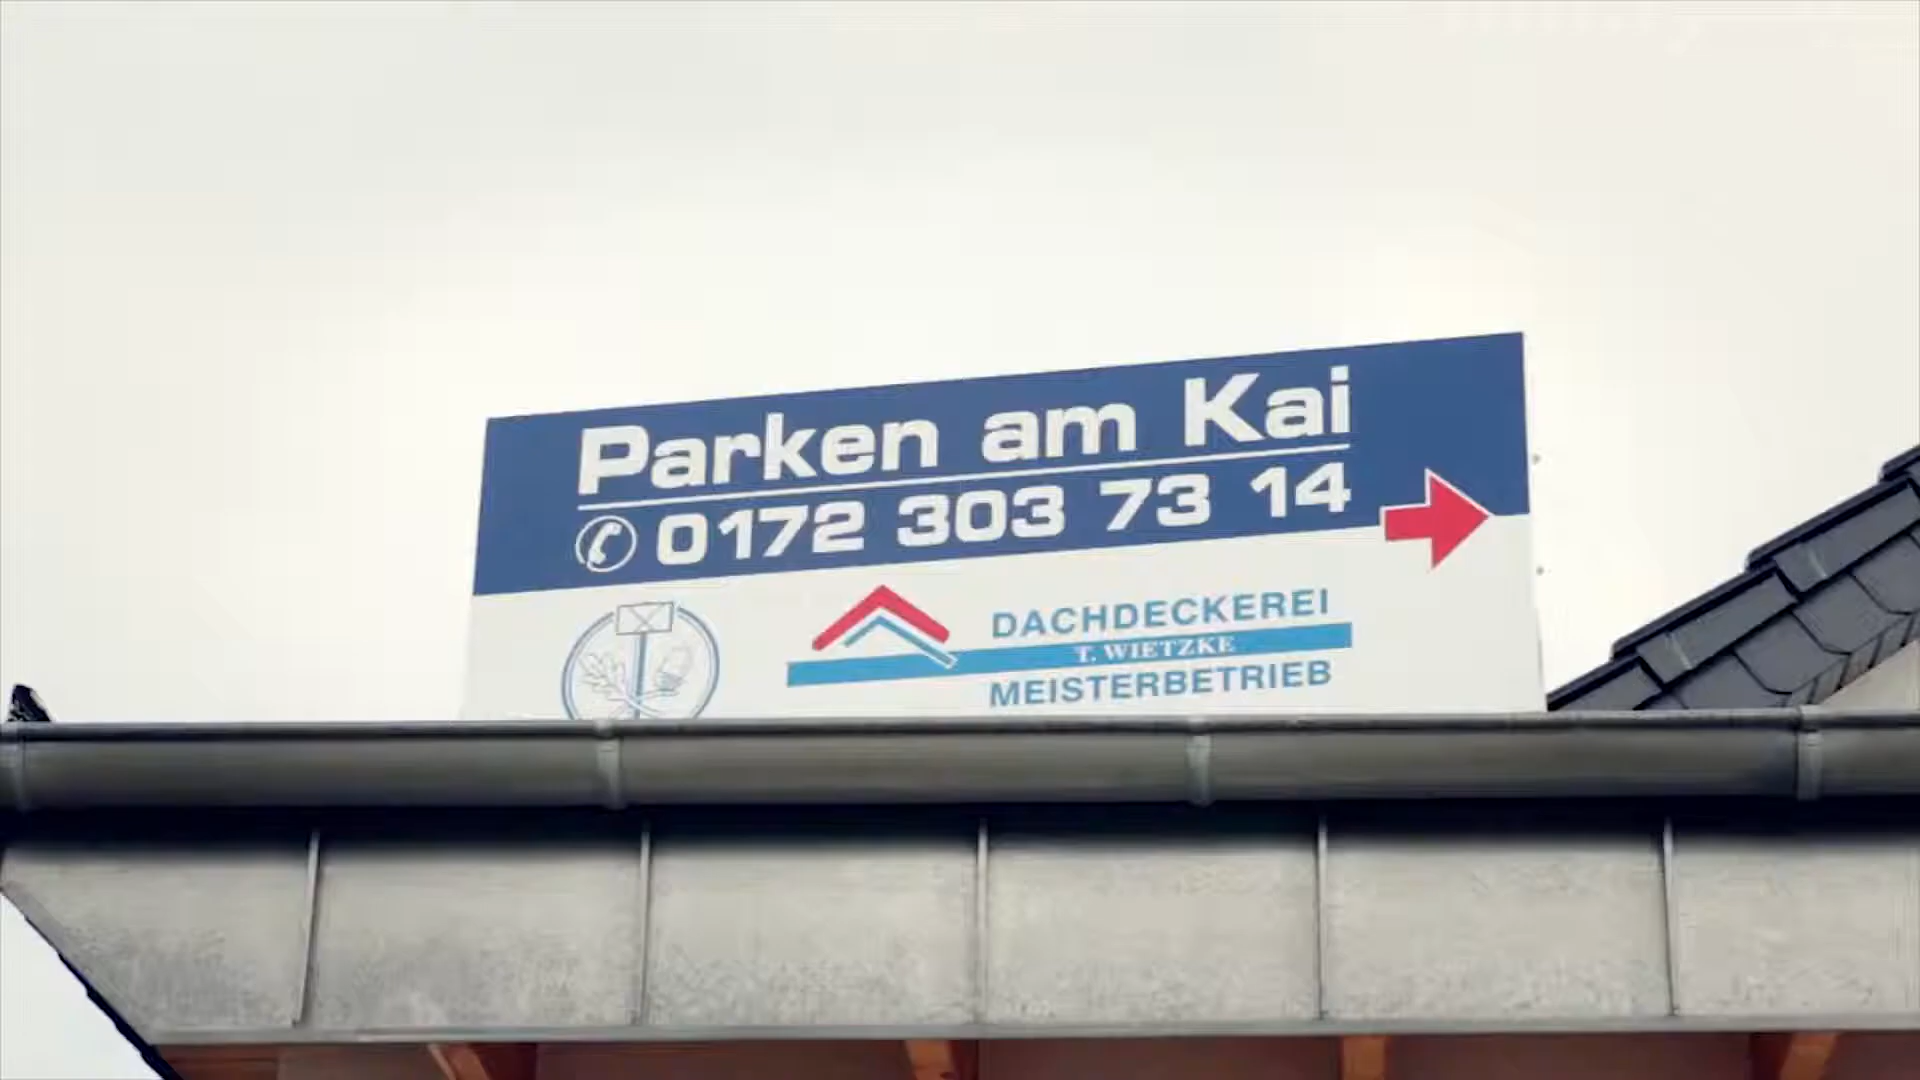 Parken am Kai
0172 303 73 14
DACHDECKEREI
T. WIETZKE
MEISTERBETRIEB